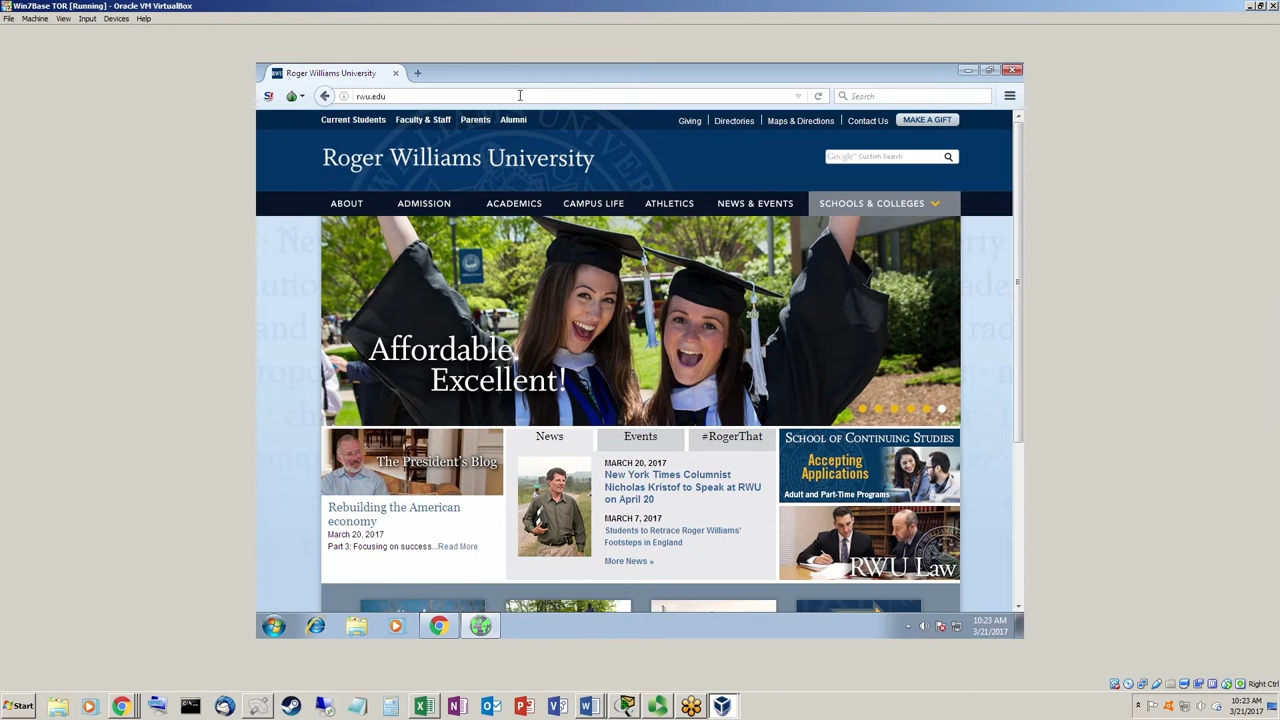 Win7Base TOR [Running] - Oracle VM VirtualBox
File Machine View Input Devices Help
RWU Roger Williams University
rwu.edu
Search
Current Students Faculty & Staff Parents Alumni
Giving Directories Maps & Directions Contact Us MAKE A GIFT
Roger Williams University
Google Custom Search
ABOUT ADMISSION ACADEMICS CAMPUS LIFE ATHLETICS NEWS & EVENTS SCHOOLS & COLLEGES
Affordable.
Excellent!
The President's Blog
Rebuilding the American
economy
March 20, 2017
Part 3: Focusing on success...Read More
News Events #RogerThat
MARCH 20, 2017
New York Times Columnist
Nicholas Kristof to Speak at RWU
on April 20
MARCH 7, 2017
Students to Retrace Roger Williams'
Footsteps in England
More News »
SCHOOL OF CONTINUING STUDIES
Accepting
Applications
Adult and Part-Time Programs
RWU Law
10:23 AM
3/21/2017
Right Ctrl
Start
10:23 AM
3/21/2017